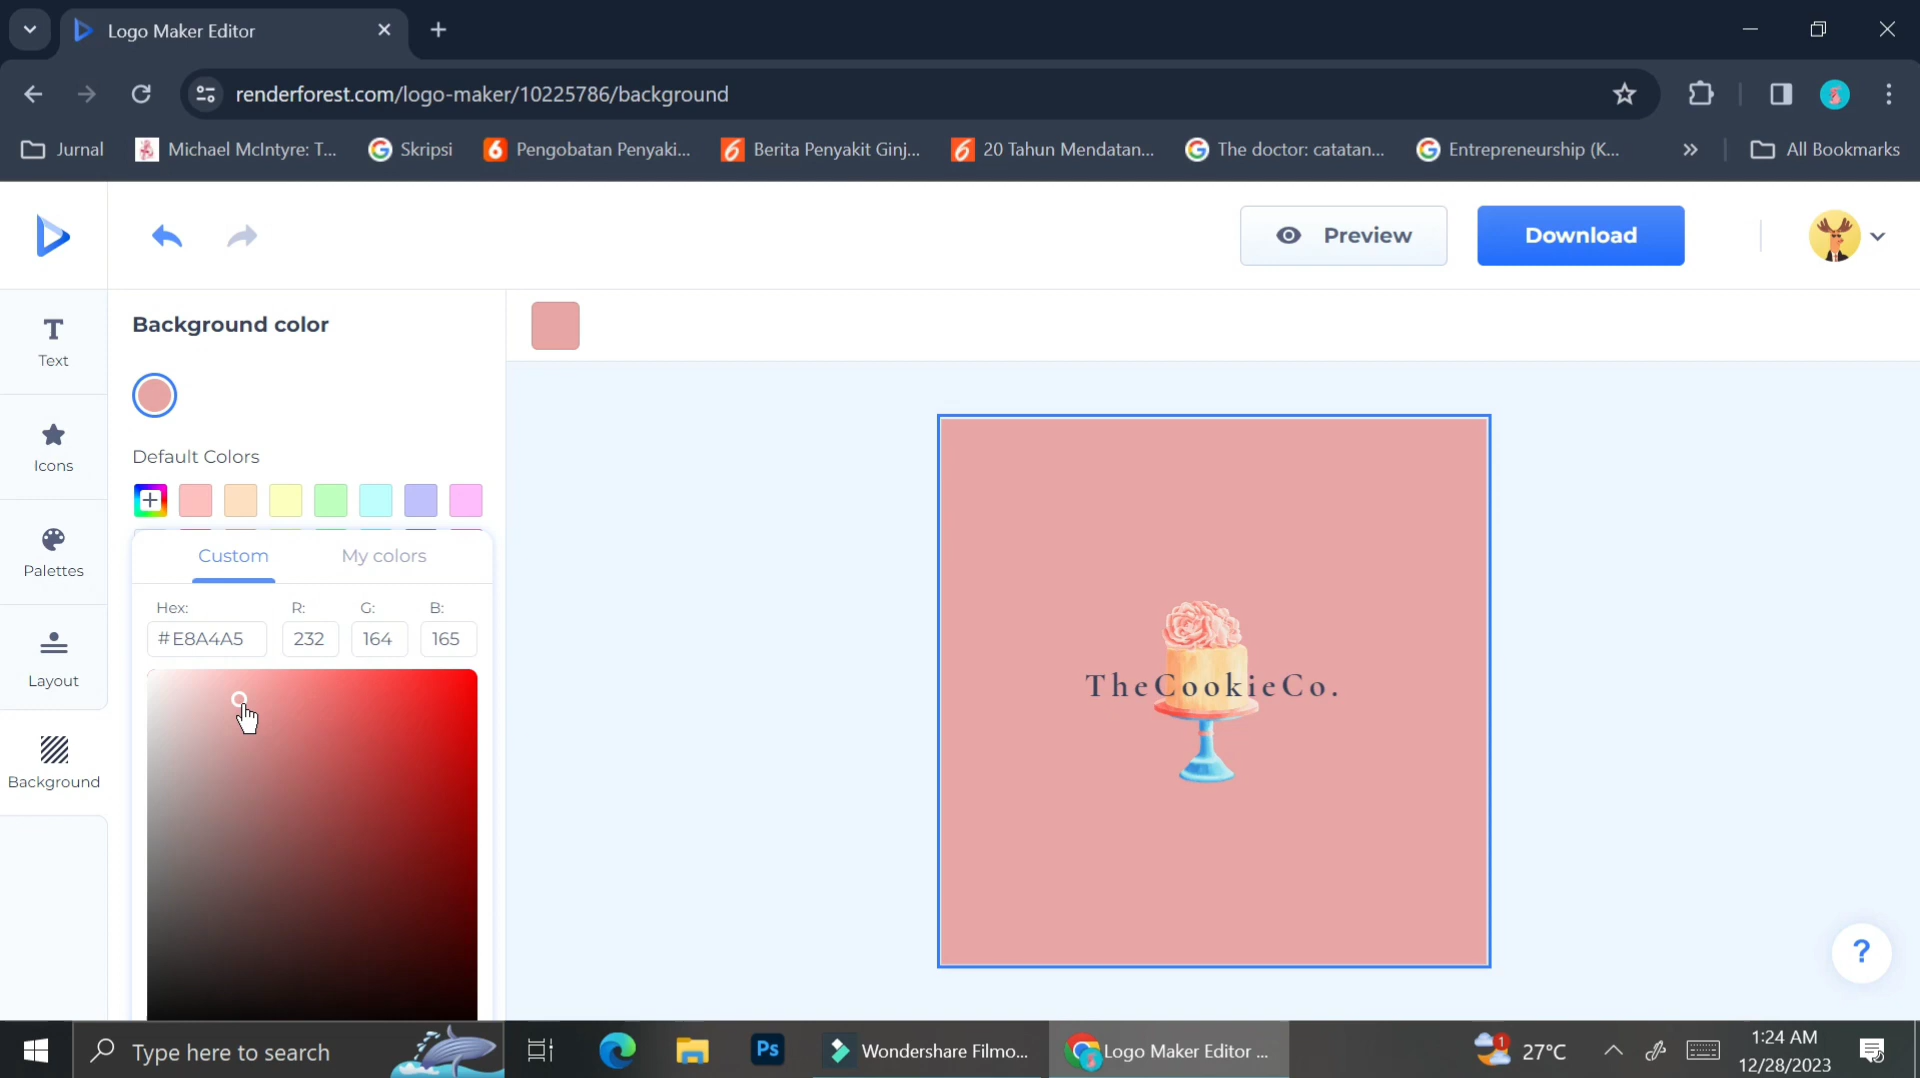 Logo Maker Editor
renderforest.com/logo-maker/10225786/background
Jurnal
Michael McIntyre: T...
Skripsi
Pengobatan Penyaki...
Berita Penyakit Ginj...
20 Tahun Mendatan...
The doctor: catatan...
Entrepreneurship (K...
All Bookmarks
Preview
Download
Text
Icons
Palettes
Layout
Background
Background color
Default Colors
Custom
My colors
Hex:
R:
G:
B:
#E8A4A5
232
164
165
TheCookieCo.
?
Type here to search
Ps
Wondershare Filmo...
Logo Maker Editor ...
1
27°C
1:24 AM
12/28/2023